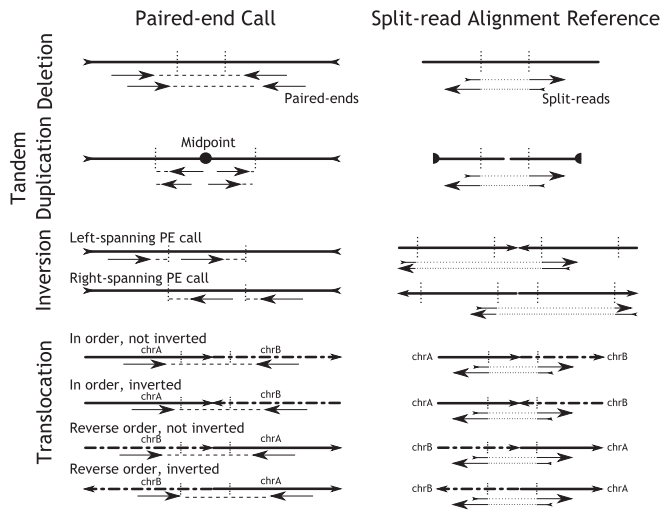 Paired-end Call
Split-read Alignment Reference
Deletion
Paired-ends
Split-reads
Tandem
Duplication
Midpoint
Inversion
Left-spanning PE call
Right-spanning PE call
Translocation
In order, not inverted
chrA chrB
chrA chrB
In order, inverted
chrA chrB
chrA chrB
Reverse order, not inverted
chrB chrA
chrB chrA
Reverse order, inverted
chrB chrA
chrB chrA